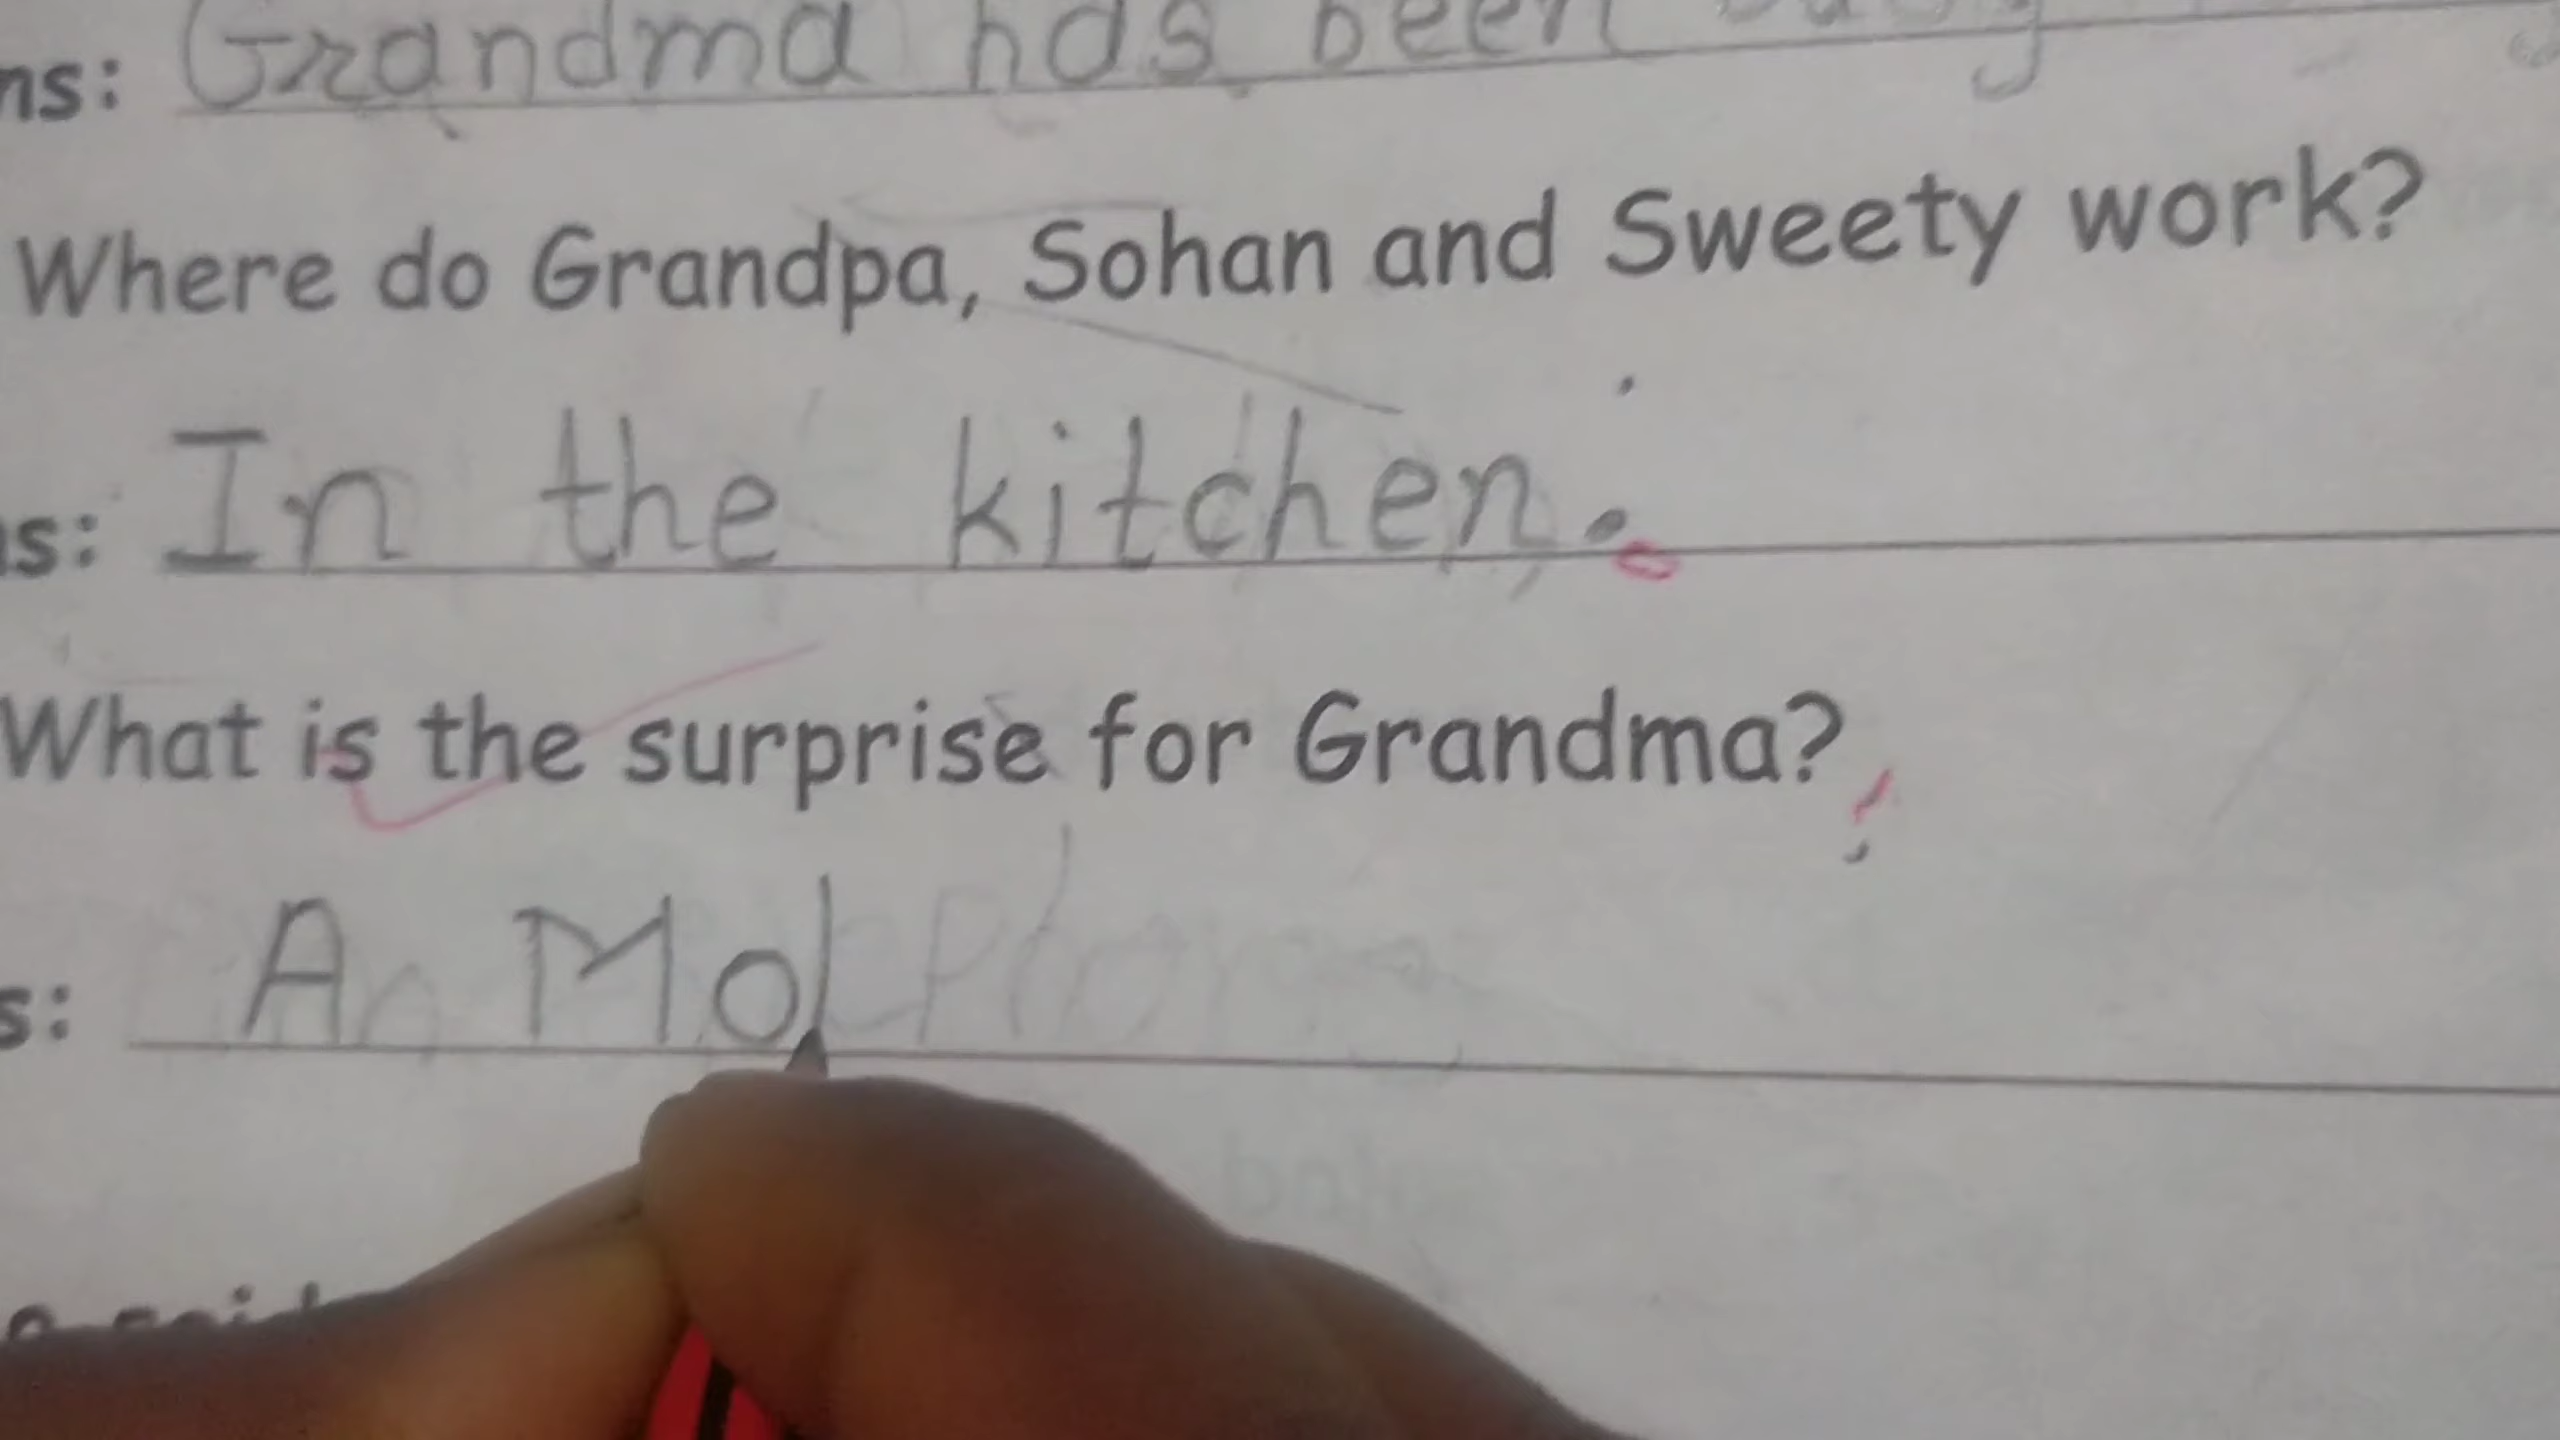 ns: Grandma has been
Where do Grandpa, Sohan and Sweety work?
s: In the kitchen.
What is the surprise for Grandma?
s: A Mol